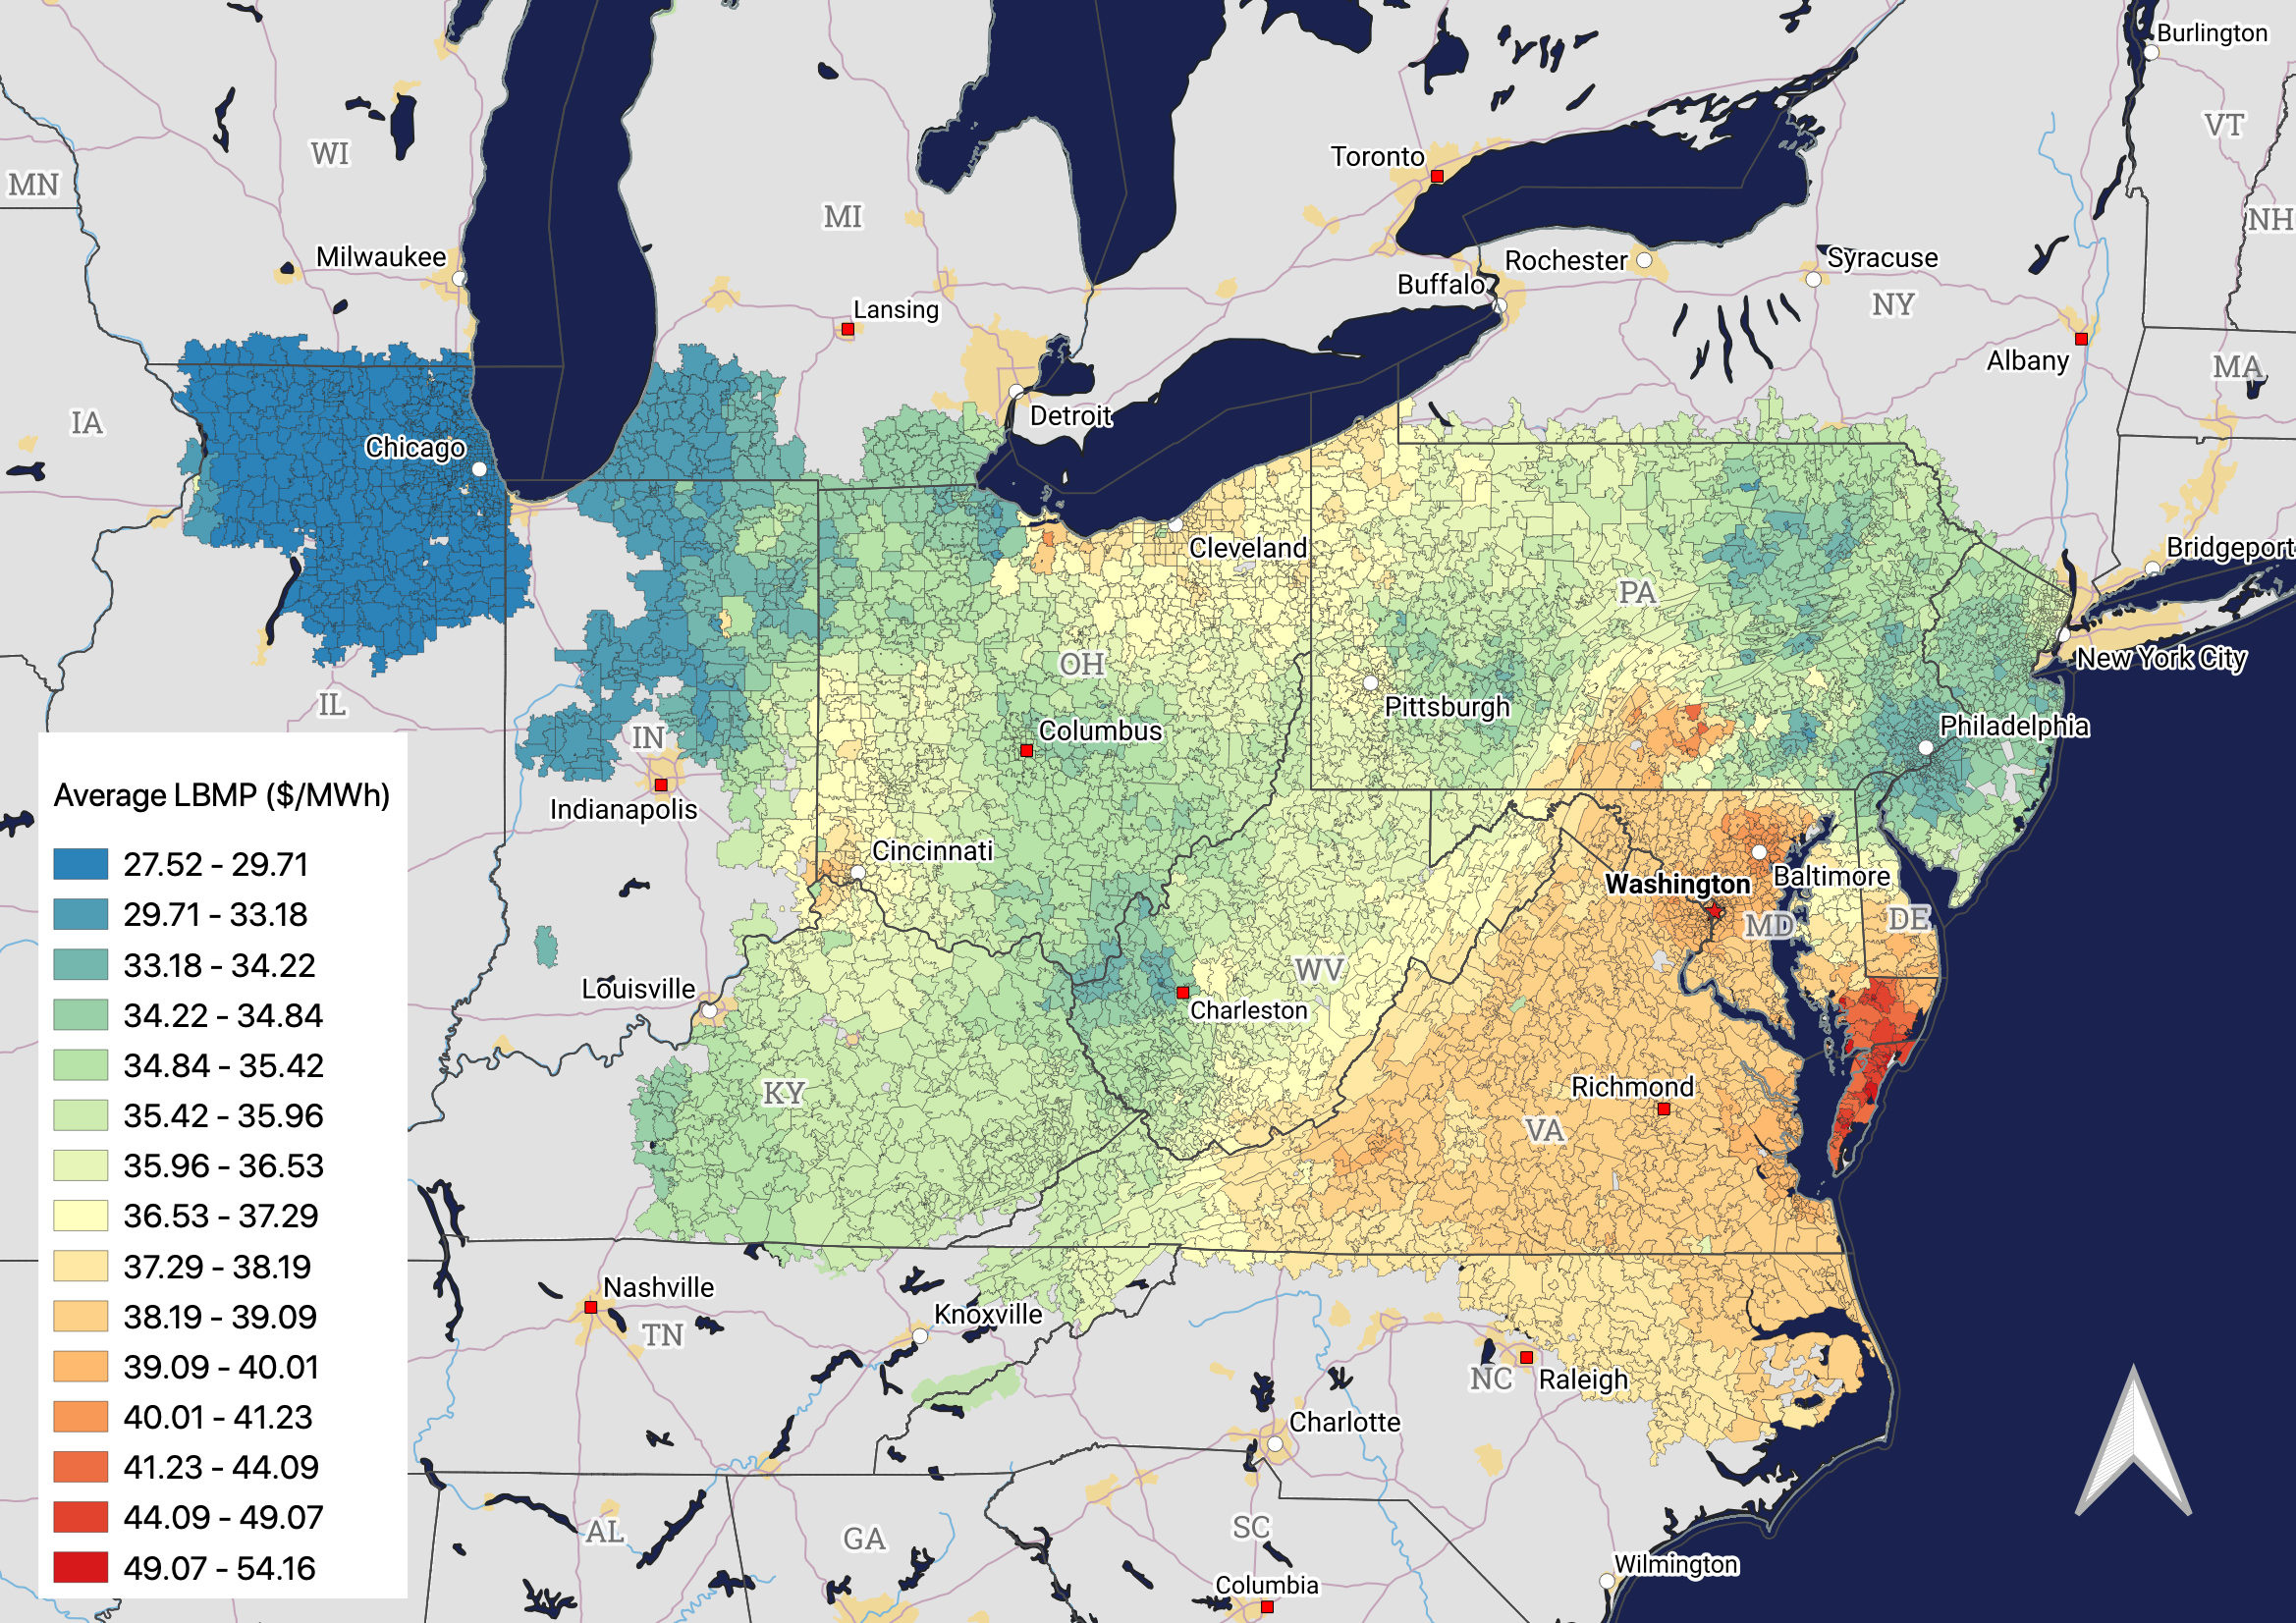 Burlington
VT
Toronto
WI
MN
MI
NH
Milwaukee
Rochester
Syracuse
Buffalo
NY
Lansing
Albany
MA
IA
Detroit
Chicago
Cleveland
Bridgeport
PA
New York City
OH
IL
Pittsburgh
Philadelphia
IN
Columbus
Indianapolis
Cincinnati
Baltimore
Washington
MD
DE
WV
Louisville
Charleston
KY
Richmond
VA
Nashville
Knoxville
TN
NC
Raleigh
Charlotte
AL
GA
SC
Wilmington
Columbia
Average LBMP ($/MWh)
27.52 - 29.71
29.71 - 33.18
33.18 - 34.22
34.22 - 34.84
34.84 - 35.42
35.42 - 35.96
35.96 - 36.53
36.53 - 37.29
37.29 - 38.19
38.19 - 39.09
39.09 - 40.01
40.01 - 41.23
41.23 - 44.09
44.09 - 49.07
49.07 - 54.16